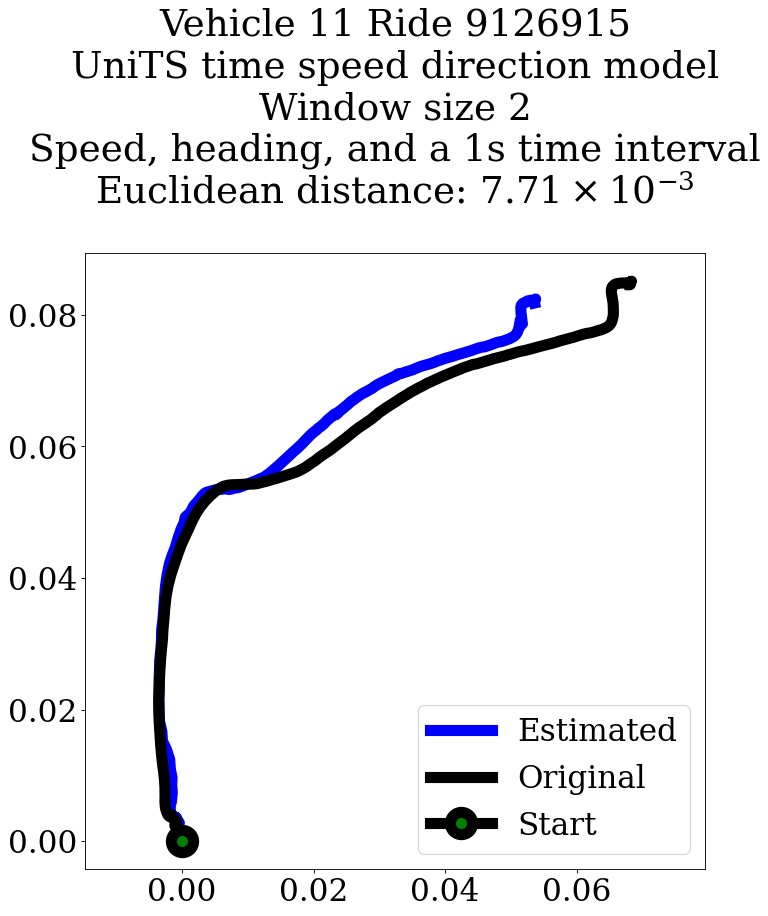 Vehicle 11 Ride 9126915
UniTS time speed direction model
Window size 2
Speed, heading, and a 1s time interval
Euclidean distance: 7.71 × 10⁻³
0.08
0.06
0.04
0.02
0.00
0.00 0.02 0.04 0.06
Estimated
Original
Start